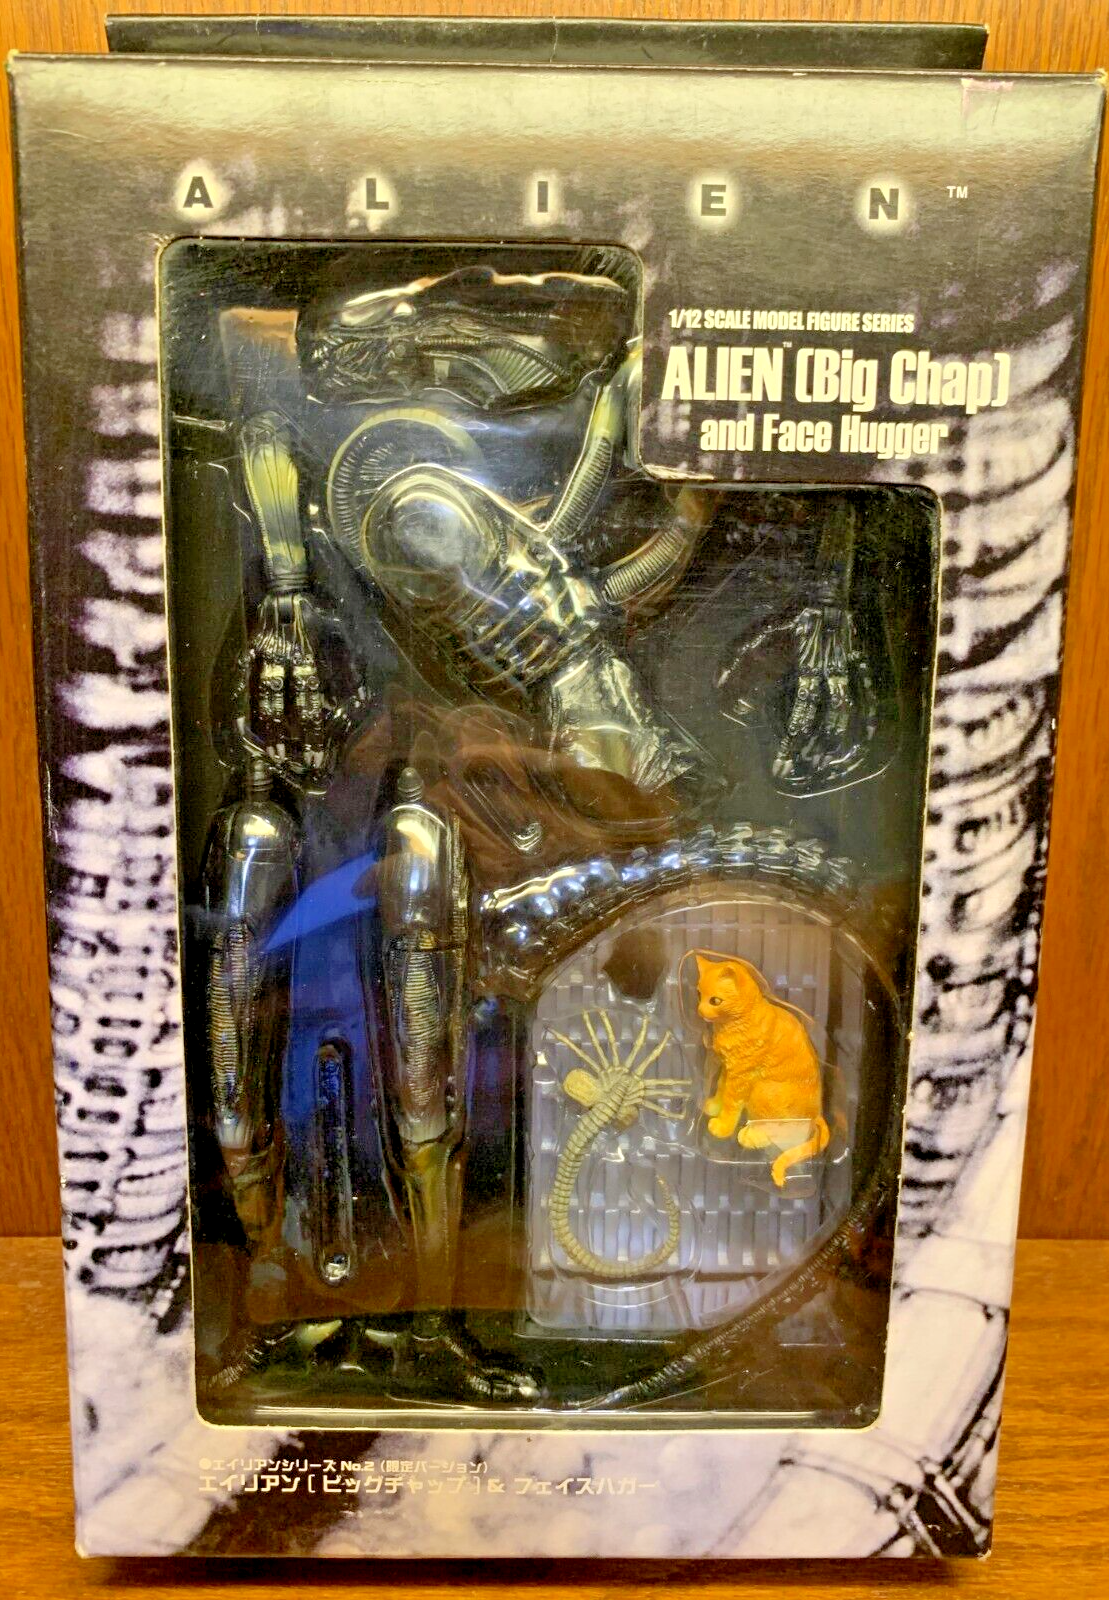 A L I E N ™
1/12 SCALE MODEL FIGURE SERIES
ALIEN™ (Big Chap)
and Face Hugger
●エイリアンシリーズ No.2 (限定バージョン)
エイリアン [ビッグチャップ] & フェイスハガー